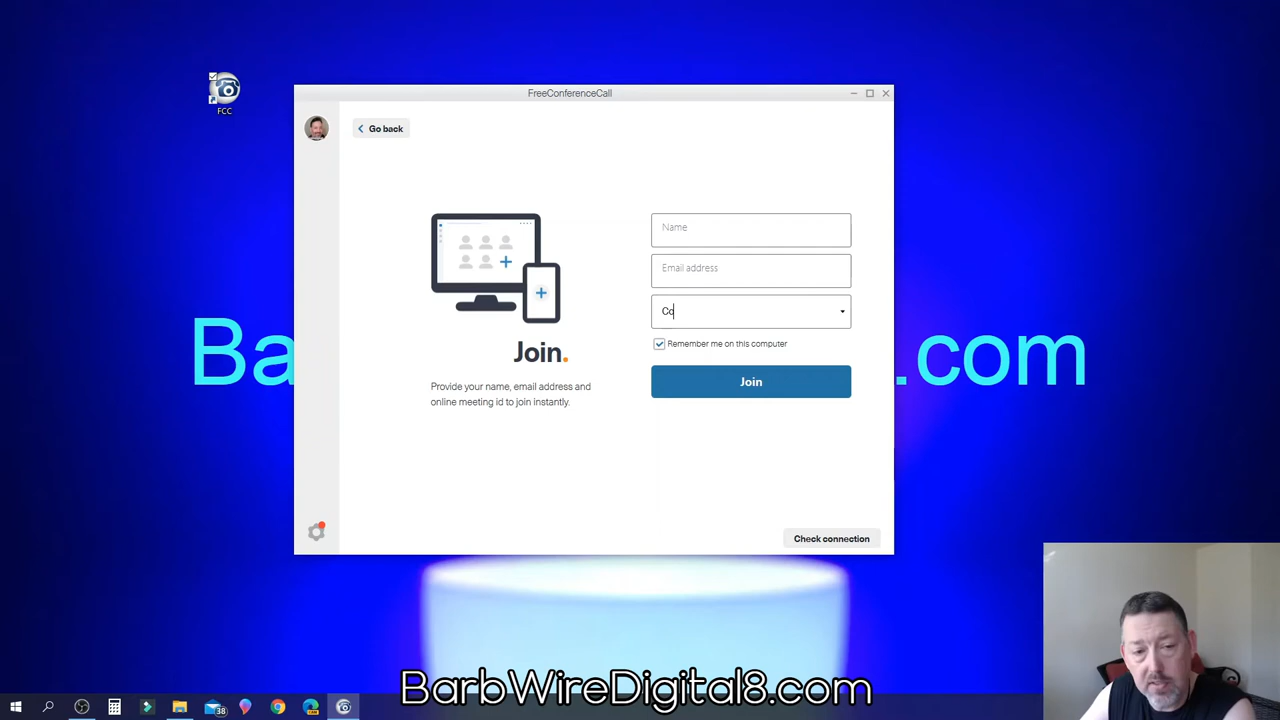 FCC
FreeConferenceCall
Go back
Name
Email address
Co
Remember me on this computer
Join
Join.
Provide your name, email address and
online meeting id to join instantly.
Check connection
Ba
.com
38
BarbWireDigital8.com